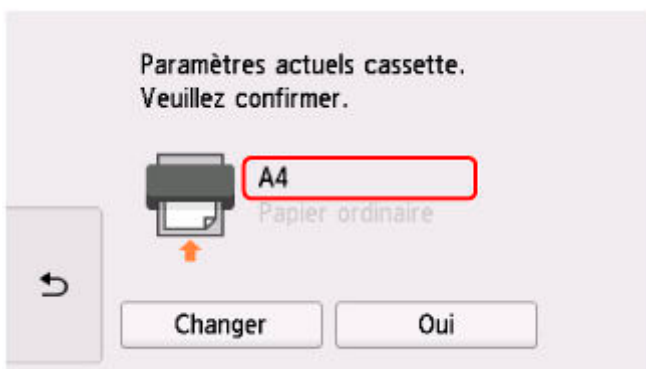 Paramètres actuels cassette.
Veuillez confirmer.
A4
Papier ordinaire
Changer
Oui